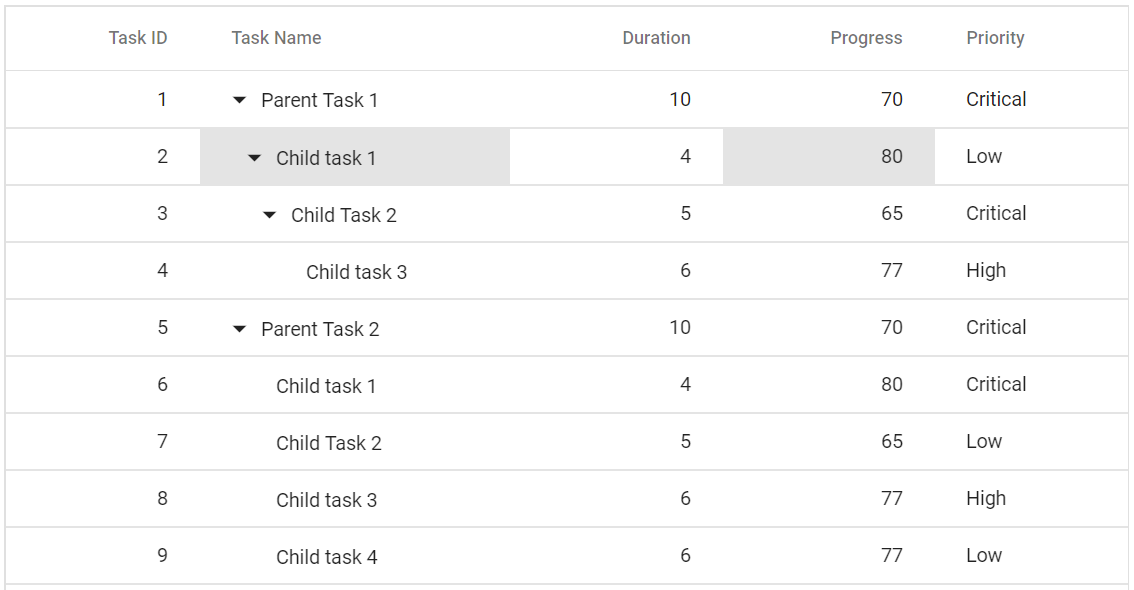 Task ID Task Name Duration Progress Priority
1 Parent Task 1 10 70 Critical
2 Child task 1 4 80 Low
3 Child Task 2 5 65 Critical
4 Child task 3 6 77 High
5 Parent Task 2 10 70 Critical
6 Child task 1 4 80 Critical
7 Child Task 2 5 65 Low
8 Child task 3 6 77 High
9 Child task 4 6 77 Low